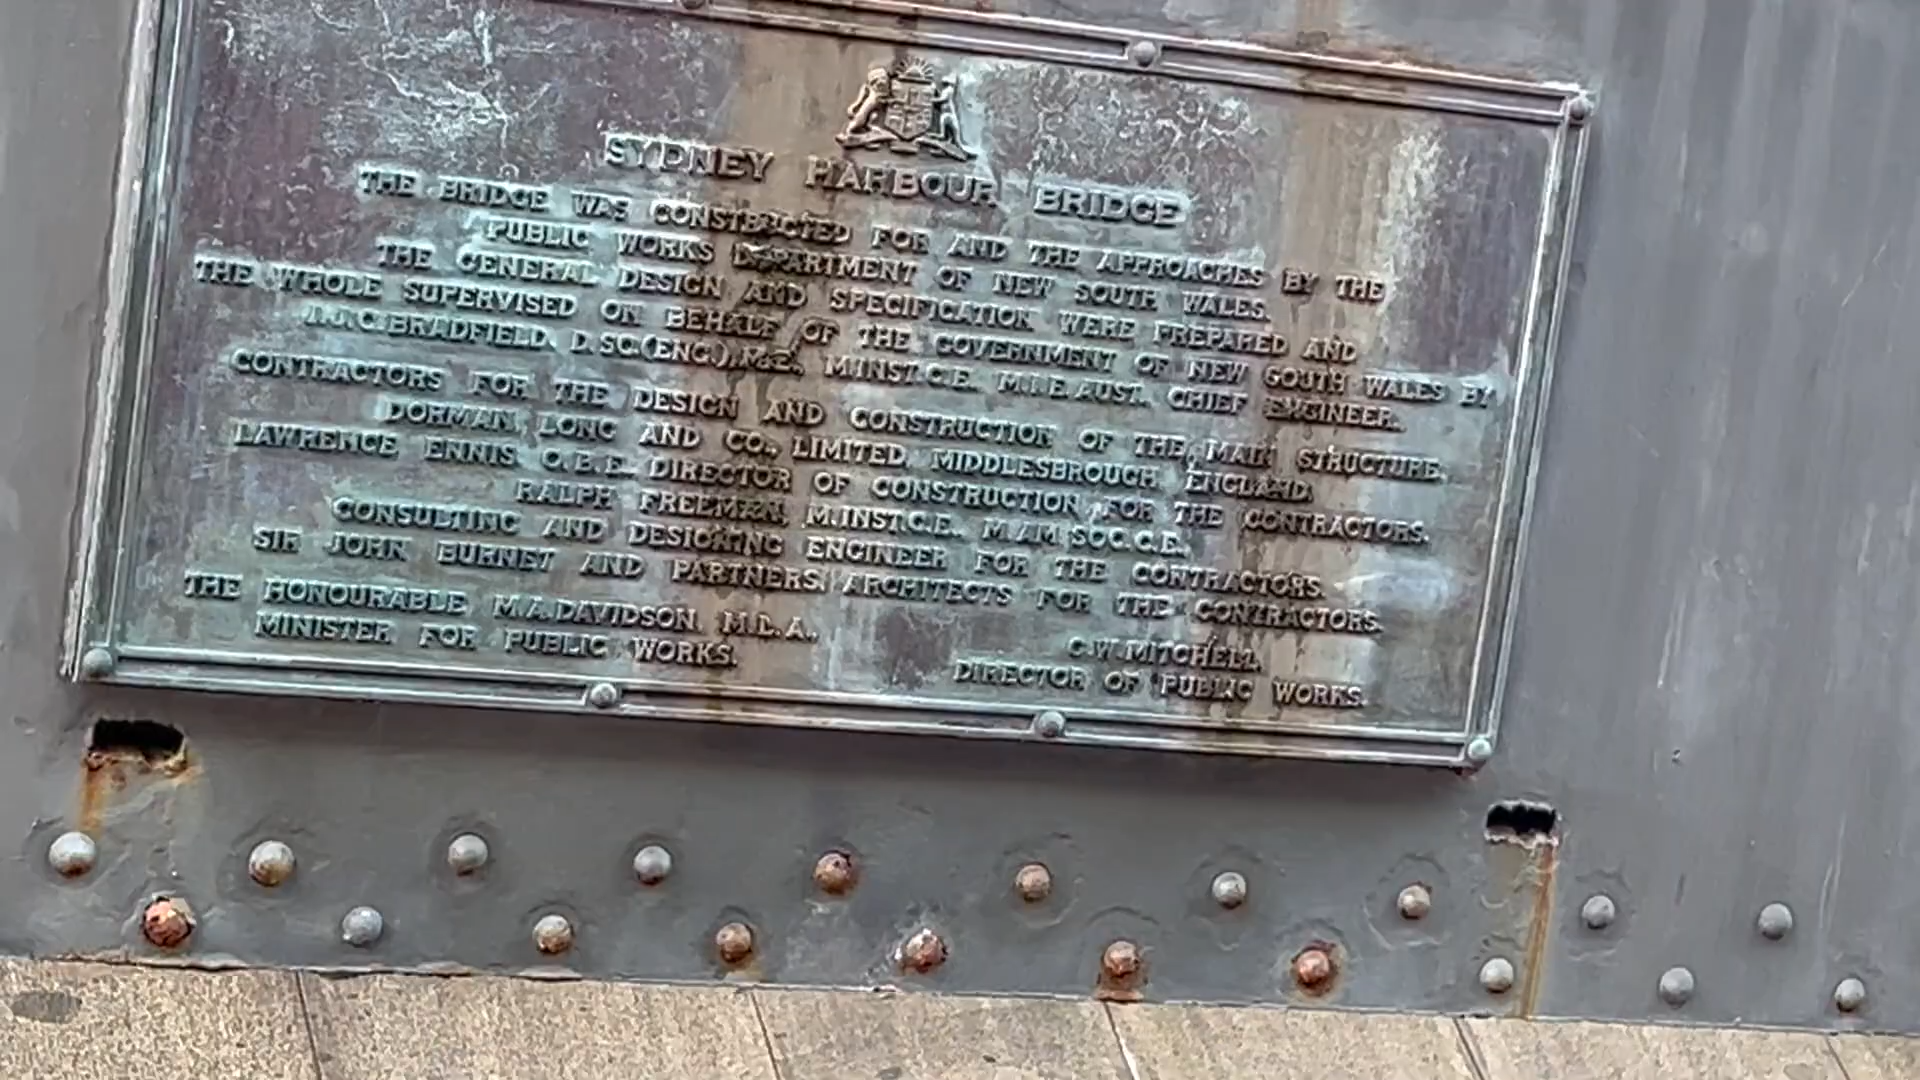 SYDNEY HARBOUR BRIDGE
THE BRIDGE WAS CONSTRUCTED FOR AND THE APPROACHES BY THE
PUBLIC WORKS DEPARTMENT OF NEW SOUTH WALES.
THE GENERAL DESIGN AND SPECIFICATION WERE PREPARED AND
THE WHOLE SUPERVISED ON BEHALF OF THE GOVERNMENT OF NEW SOUTH WALES BY
J.J.C. BRADFIELD, D.SC.(ENG.), M.E., M.INST.C.E., M.I.E.AUST., CHIEF ENGINEER.
CONTRACTORS FOR THE DESIGN AND CONSTRUCTION OF THE MAIN STRUCTURE.
DORMAN, LONG AND CO., LIMITED, MIDDLESBROUGH, ENGLAND.
LAWRENCE ENNIS, O.B.E., DIRECTOR OF CONSTRUCTION FOR THE CONTRACTORS.
RALPH FREEMAN, M.INST.C.E., M.AM.SOC.C.E.,
CONSULTING AND DESIGNING ENGINEER FOR THE CONTRACTORS.
SIR JOHN BURNET AND PARTNERS, ARCHITECTS FOR THE CONTRACTORS.
THE HONOURABLE M.A. DAVIDSON, M.L.A.,
MINISTER FOR PUBLIC WORKS.
C.W. MITCHELL,
DIRECTOR OF PUBLIC WORKS.